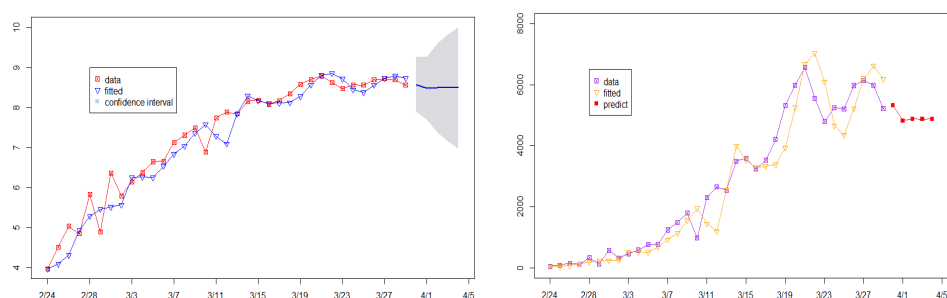 10
9
8
7
6
5
4
data
fitted
confidence interval
2/24 2/28 3/3 3/7 3/11 3/15 3/19 3/23 3/27 4/1 4/5
8000
6000
4000
2000
0
data
fitted
predict
2/24 2/28 3/3 3/7 3/11 3/15 3/19 3/23 3/27 4/1 4/5